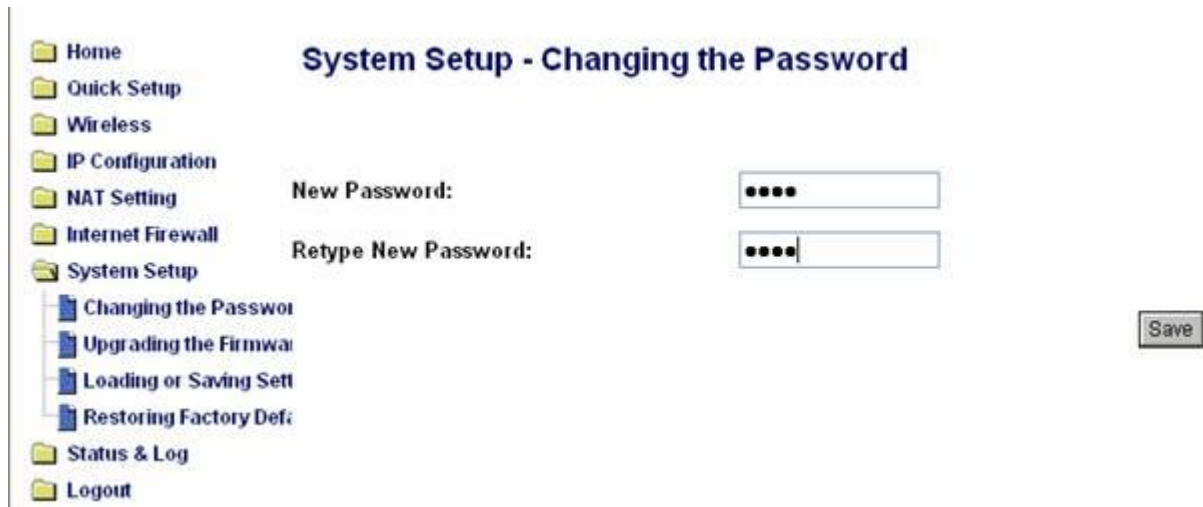 System Setup - Changing the Password
Home
Quick Setup
Wireless
IP Configuration
NAT Setting
Internet Firewall
System Setup
Changing the Passwor
Upgrading the Firmwa
Loading or Saving Sett
Restoring Factory Defa
Status & Log
Logout
New Password: ••••
Retype New Password: ••••
Save